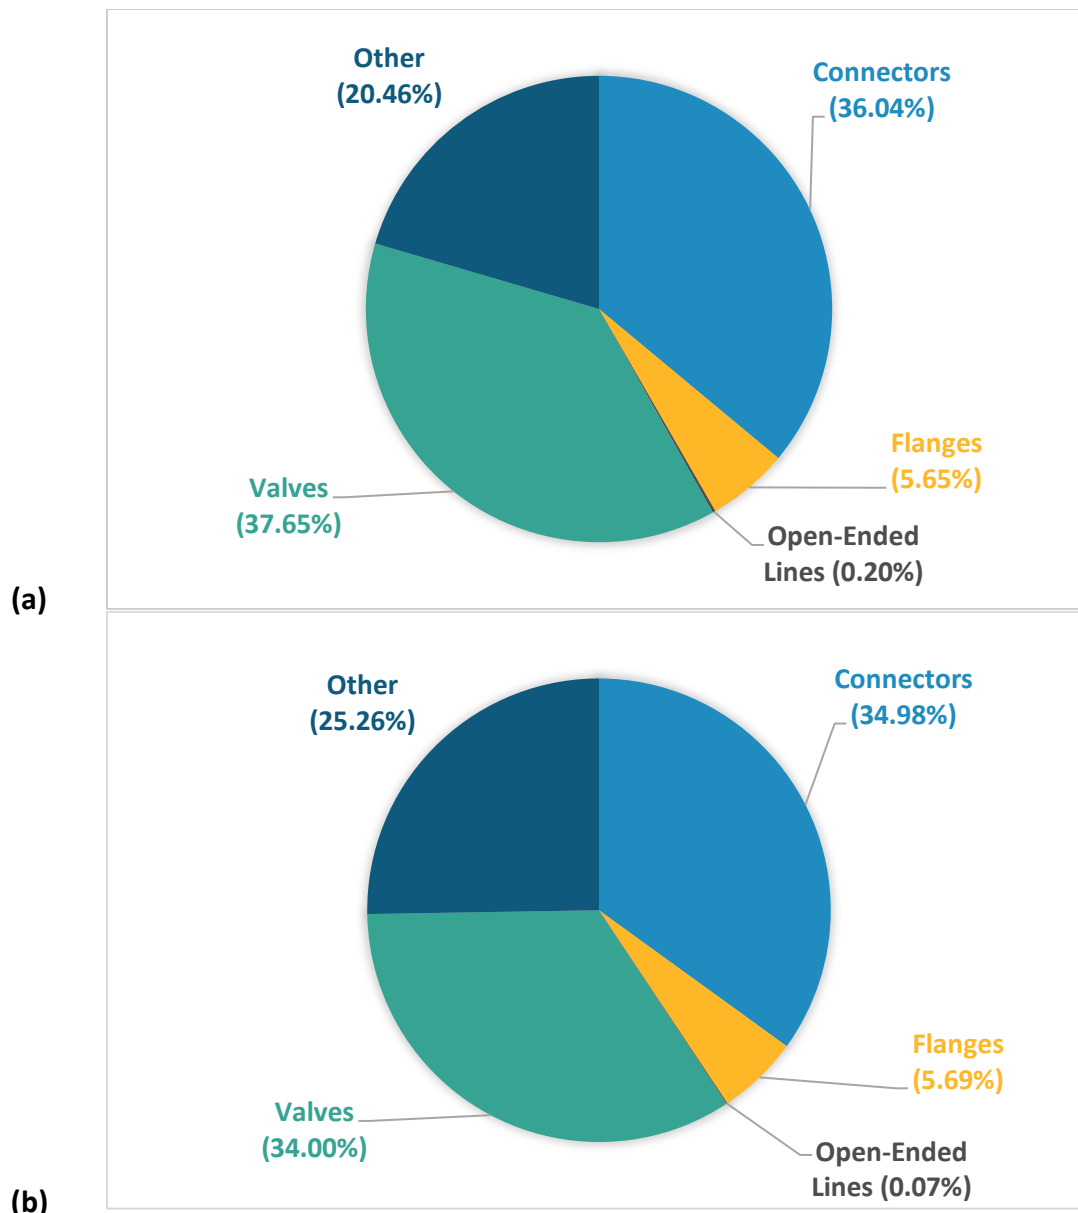 Other
(20.46%)
Connectors
(36.04%)
Flanges
(5.65%)
Valves
(37.65%)
Open-Ended
Lines (0.20%)
(a)
Other
(25.26%)
Connectors
(34.98%)
Flanges
(5.69%)
Valves
(34.00%)
Open-Ended
Lines (0.07%)
(b)